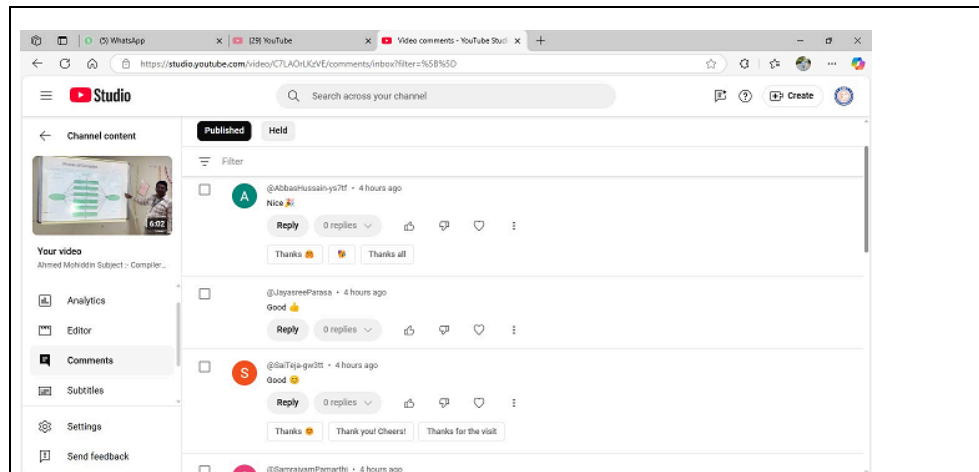 (5) WhatsApp
(29) YouTube
Video comments - YouTube Studi
https://studio.youtube.com/video/C7LAOrLKzVE/comments/inbox?filter=%5B%5D
Studio
Search across your channel
Create
Channel content
Published
Held
Filter
6:02
Your video
Ahmed Mohiddin Subject :- Compiler...
Analytics
Editor
Comments
Subtitles
Settings
Send feedback
A
@AbbasHussain-ys7tf • 4 hours ago
Nice 🎉
Reply
0 replies
Thanks 🤗
Thanks all
@JayasreeParasa • 4 hours ago
Good 👍
Reply
0 replies
S
@SaiTeja-gw3tt • 4 hours ago
Good 😊
Reply
0 replies
Thanks 😊
Thank you! Cheers!
Thanks for the visit
@SamraiyamPamarthi • 4 hours ago